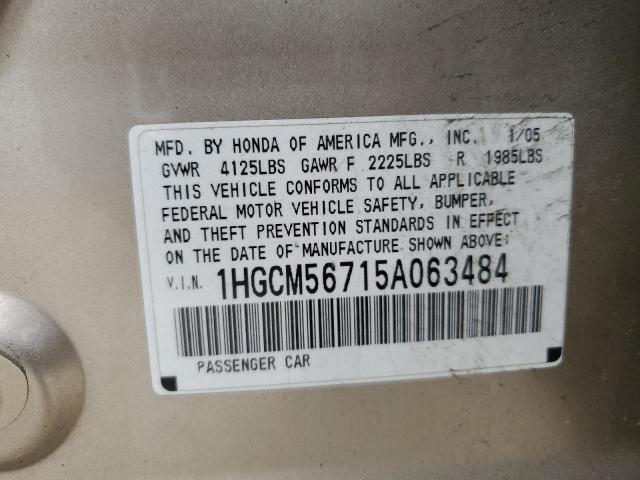 MFD. BY HONDA OF AMERICA MFG., INC. 1/05
GVWR 4125LBS GAWR F 2225LBS R 1985LBS
THIS VEHICLE CONFORMS TO ALL APPLICABLE
FEDERAL MOTOR VEHICLE SAFETY, BUMPER,
AND THEFT PREVENTION STANDARDS IN EFFECT
ON THE DATE OF MANUFACTURE SHOWN ABOVE:
V.I.N. 1HGCM56715A063484
PASSENGER CAR